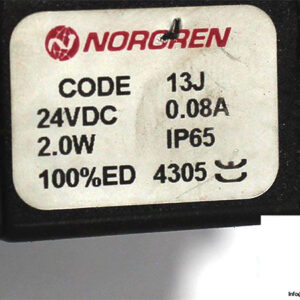 NORGREN
CODE 13J
24VDC 0.08A
2.0W IP65
100%ED 4305